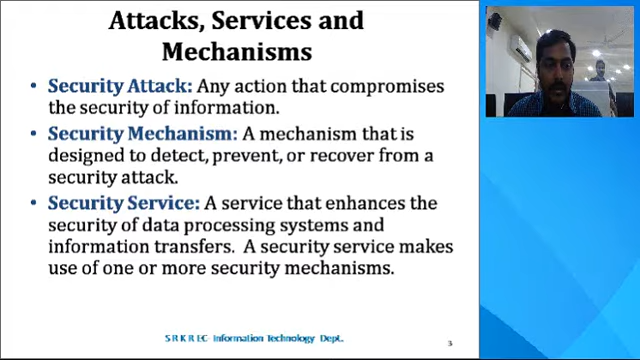 Attacks, Services and
Mechanisms
• Security Attack: Any action that compromises
the security of information.
• Security Mechanism: A mechanism that is
designed to detect, prevent, or recover from a
security attack.
• Security Service: A service that enhances the
security of data processing systems and
information transfers. A security service makes
use of one or more security mechanisms.
S R K R E C Information Technology Dept.
3